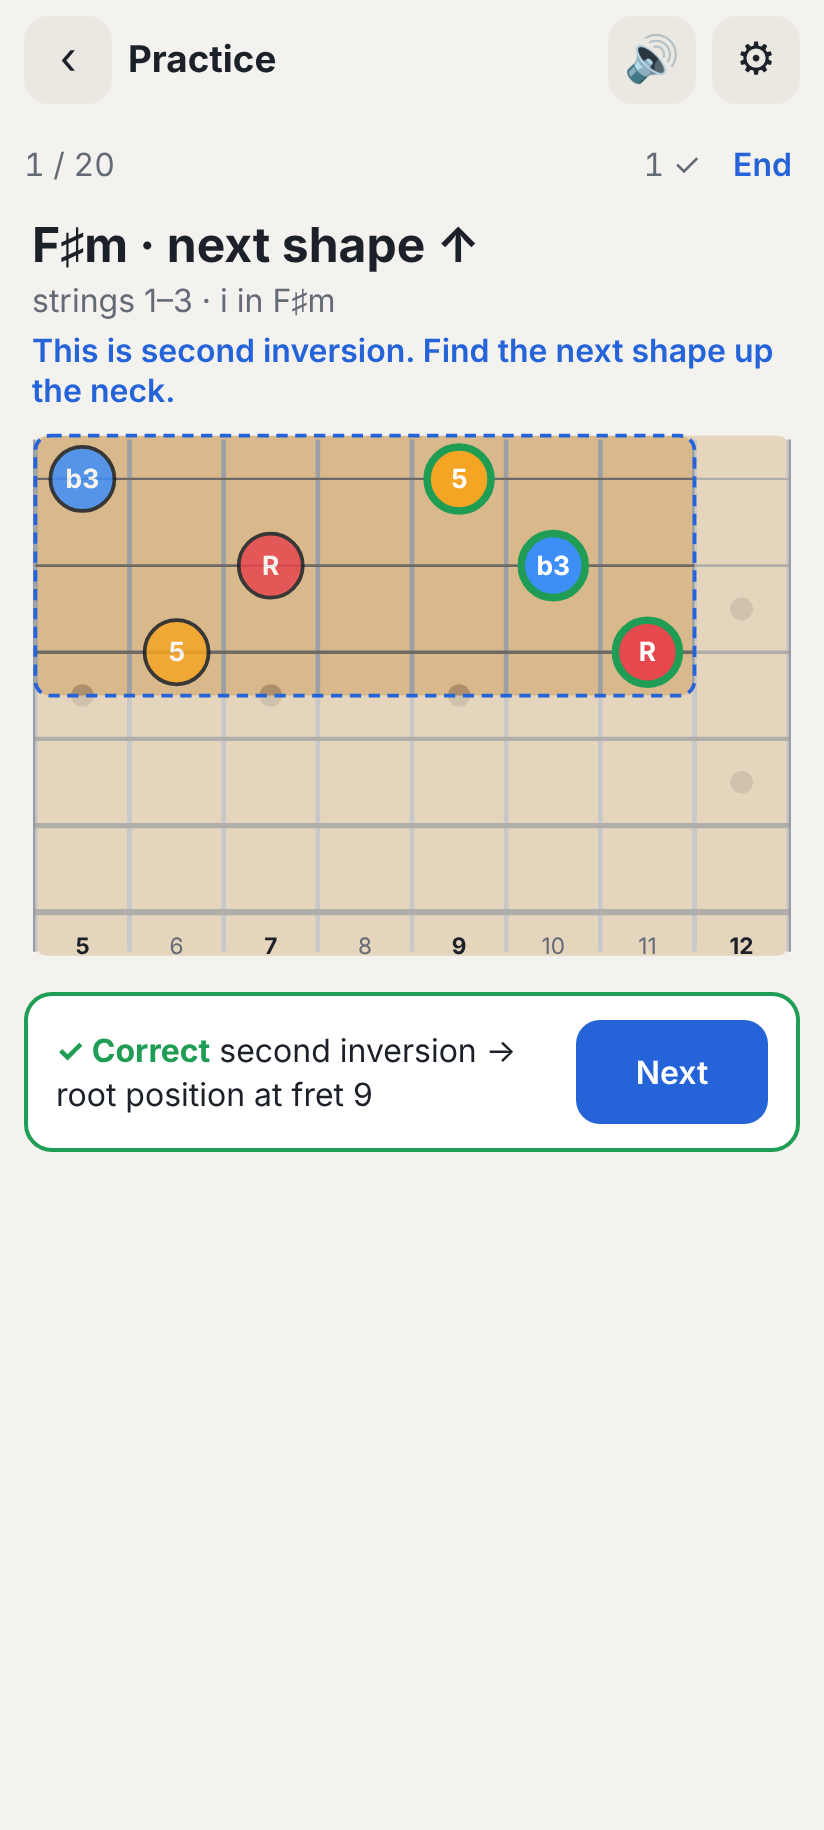 ‹ Practice
1 / 20 1 ✓ End
F♯m · next shape ↑
strings 1–3 · i in F♯m
This is second inversion. Find the next shape up
the neck.
b3 5
R b3
5 R
5 6 7 8 9 10 11 12
✓ Correct second inversion →
root position at fret 9
Next